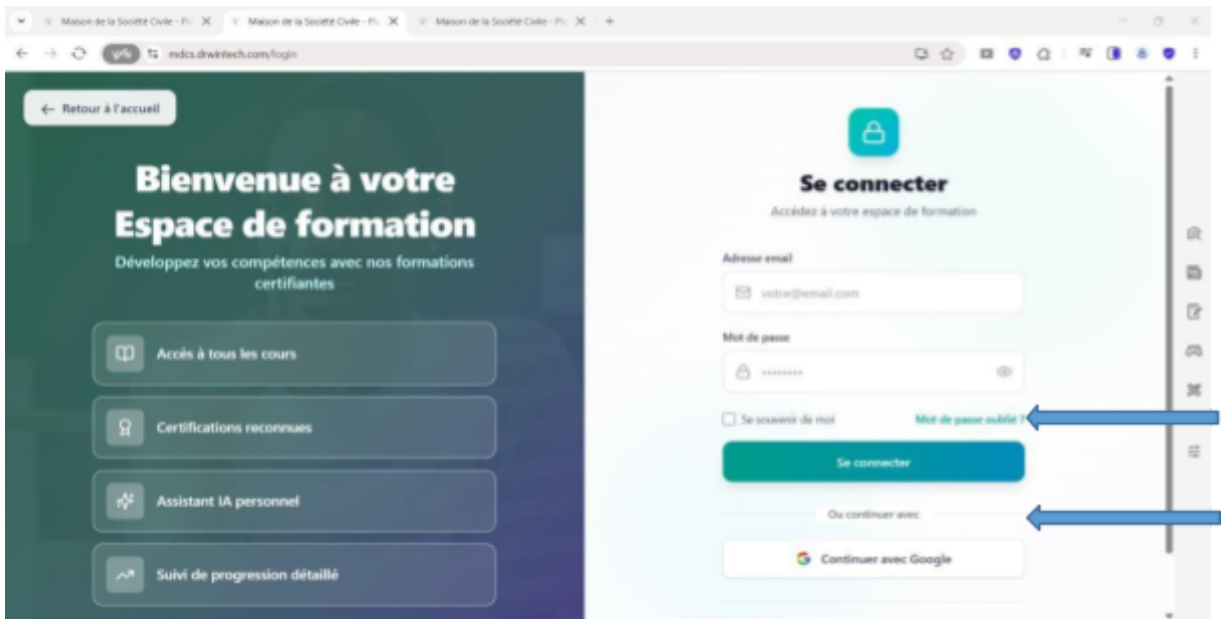 Maison de la Société Civile - Pl
Maison de la Société Civile - Pl
Maison de la Société Civile - Pl
mdcs.drwintech.com/login
← Retour à l'accueil
Bienvenue à votre
Espace de formation
Développez vos compétences avec nos formations
certifiantes
Accès à tous les cours
Certifications reconnues
Assistant IA personnel
Suivi de progression détaillé
Se connecter
Accédez à votre espace de formation
Adresse email
votre@email.com
Mot de passe
••••••••
Se souvenir de moi
Mot de passe oublié ?
Se connecter
Ou continuer avec
Continuer avec Google